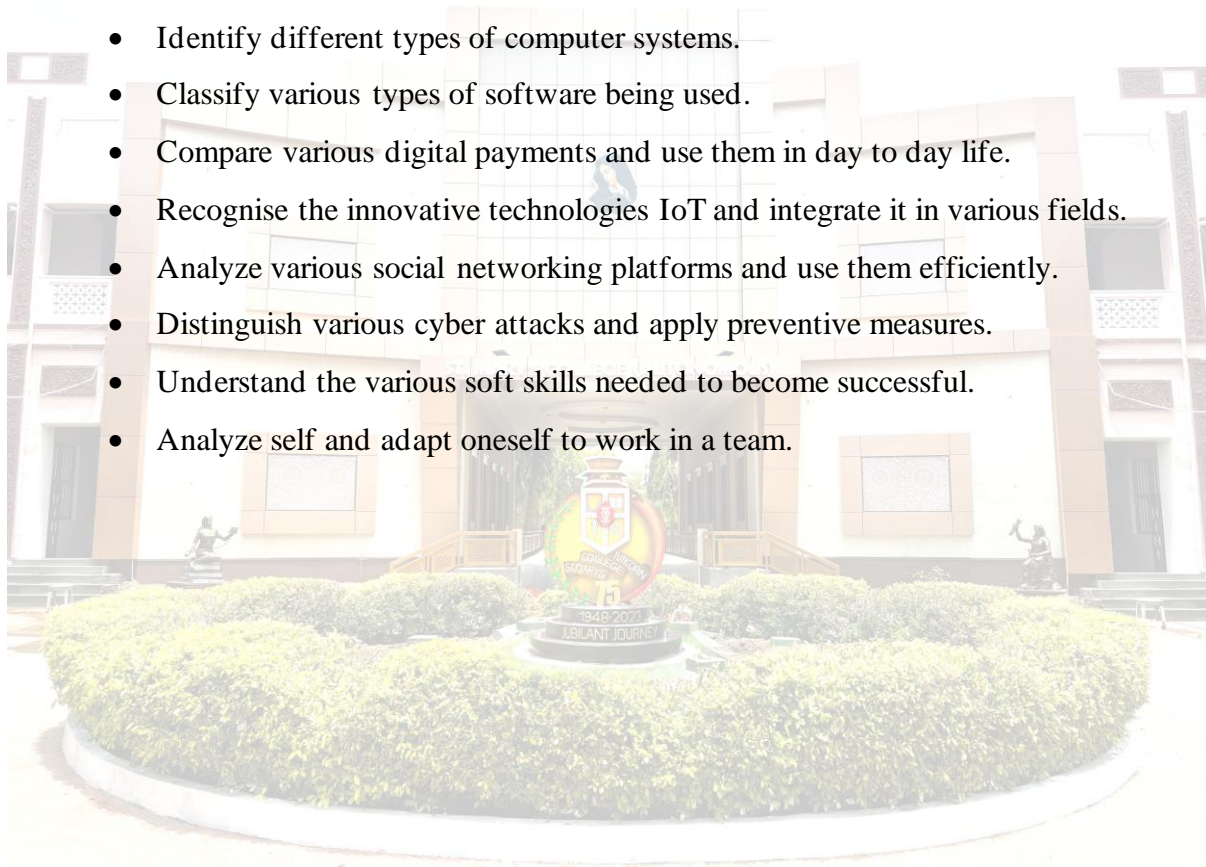 • Identify different types of computer systems.
• Classify various types of software being used.
• Compare various digital payments and use them in day to day life.
• Recognise the innovative technologies IoT and integrate it in various fields.
• Analyze various social networking platforms and use them efficiently.
• Distinguish various cyber attacks and apply preventive measures.
• Understand the various soft skills needed to become successful.
• Analyze self and adapt oneself to work in a team.
75
JUBILANT JOURNEY